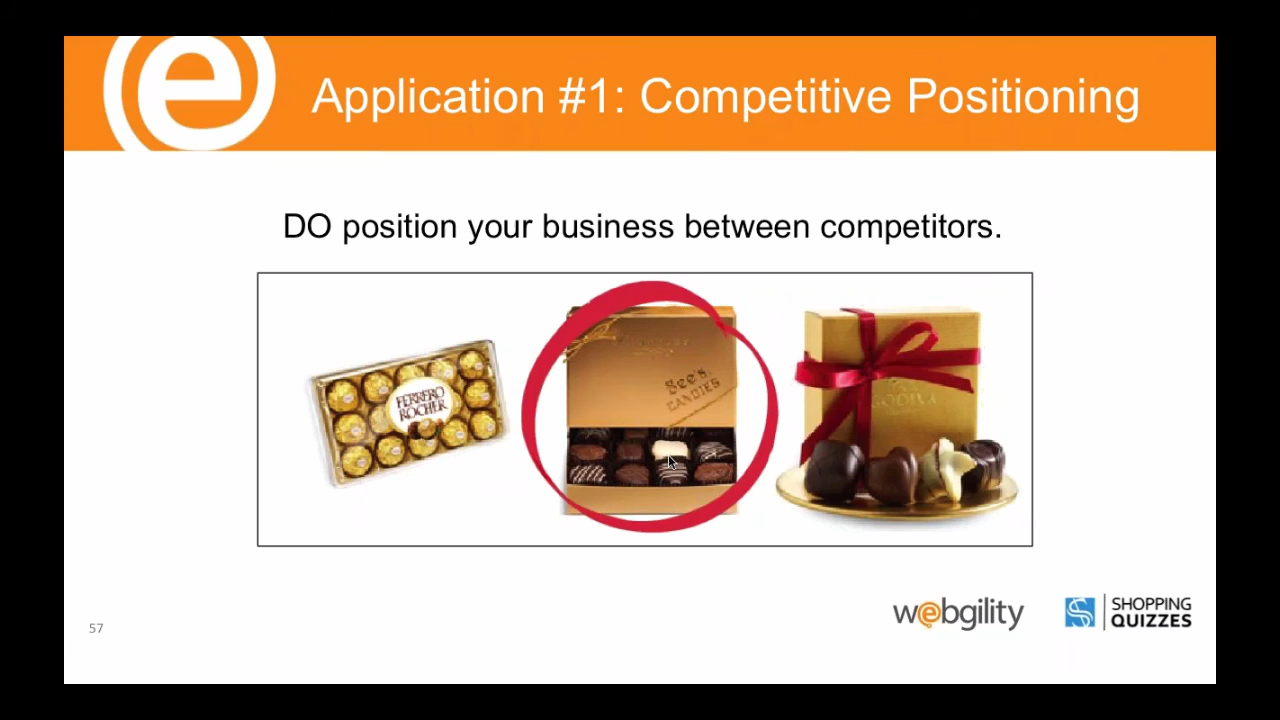 Application #1: Competitive Positioning
DO position your business between competitors.
FERRERO
ROCHER
See's
CANDIES
GODIVA
57
webgility
SHOPPING
QUIZZES